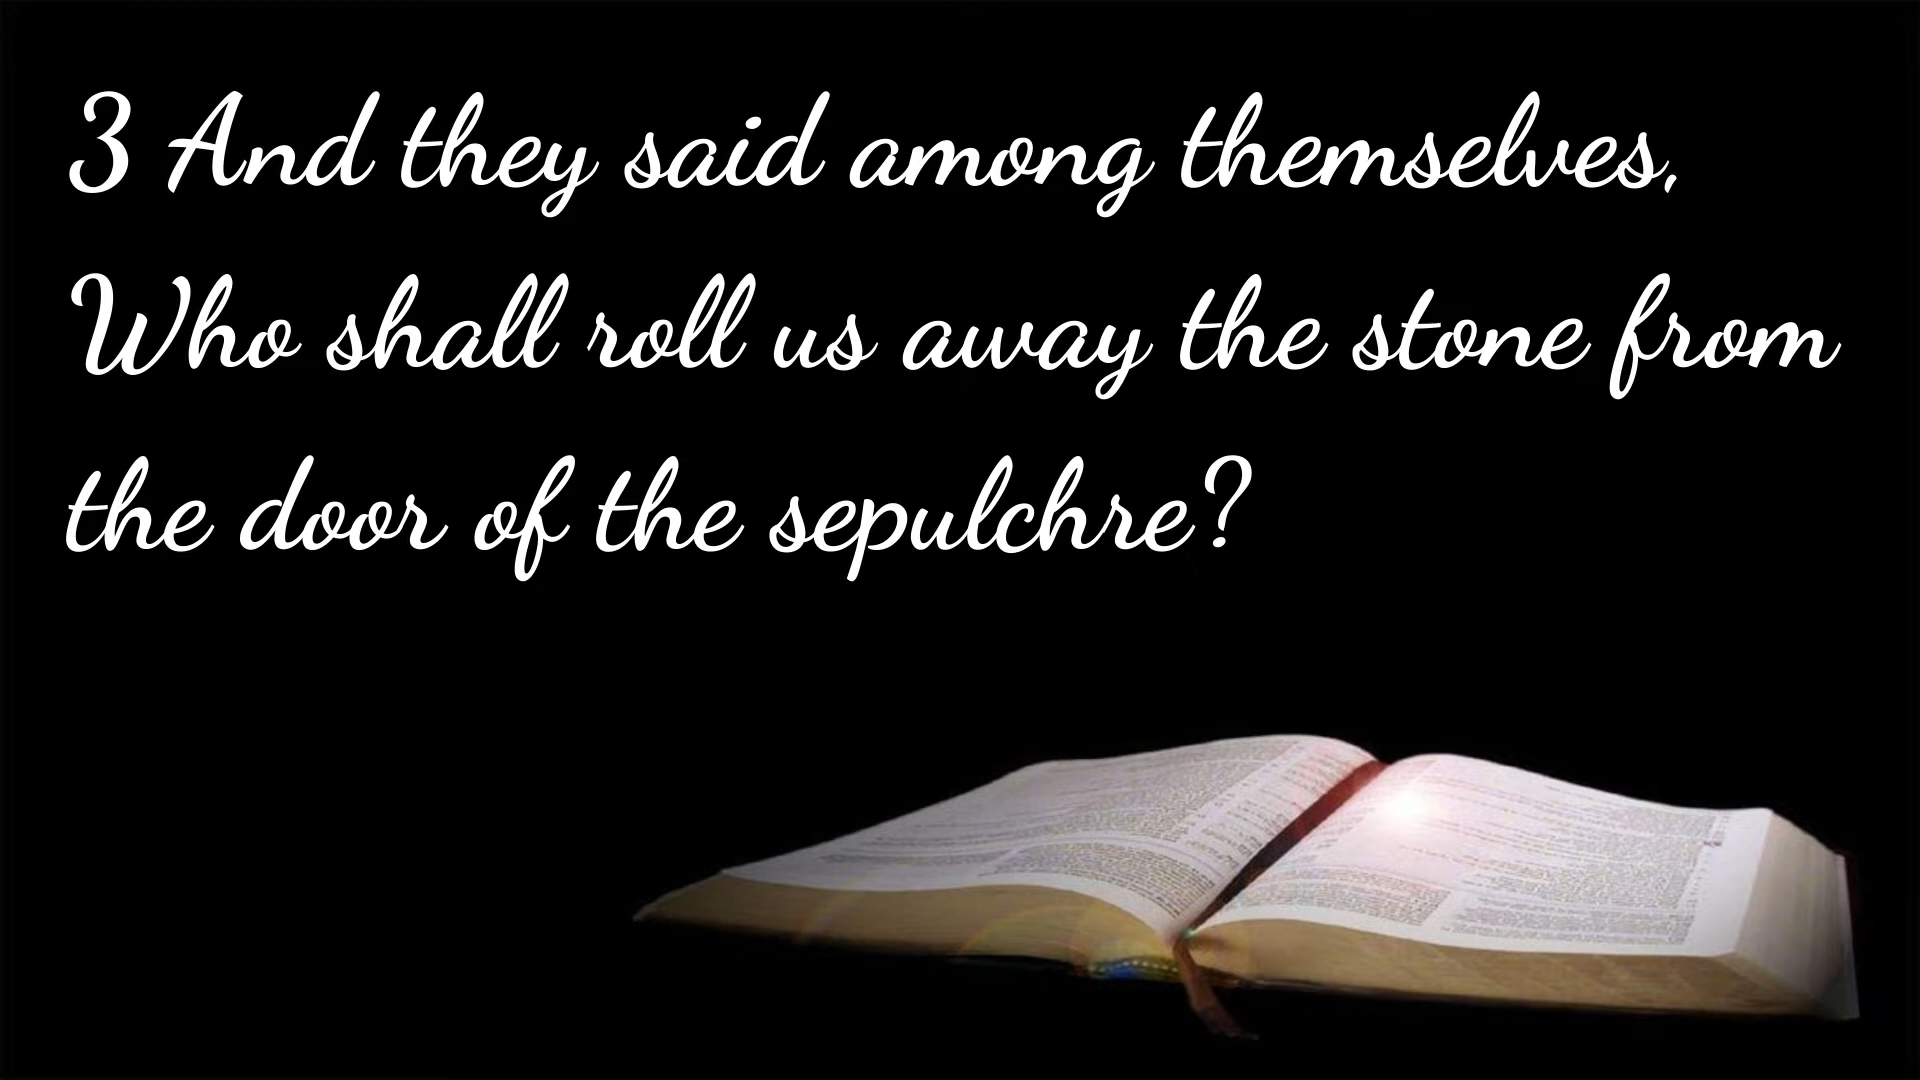 3 And they said among themselves,
Who shall roll us away the stone from
the door of the sepulchre?